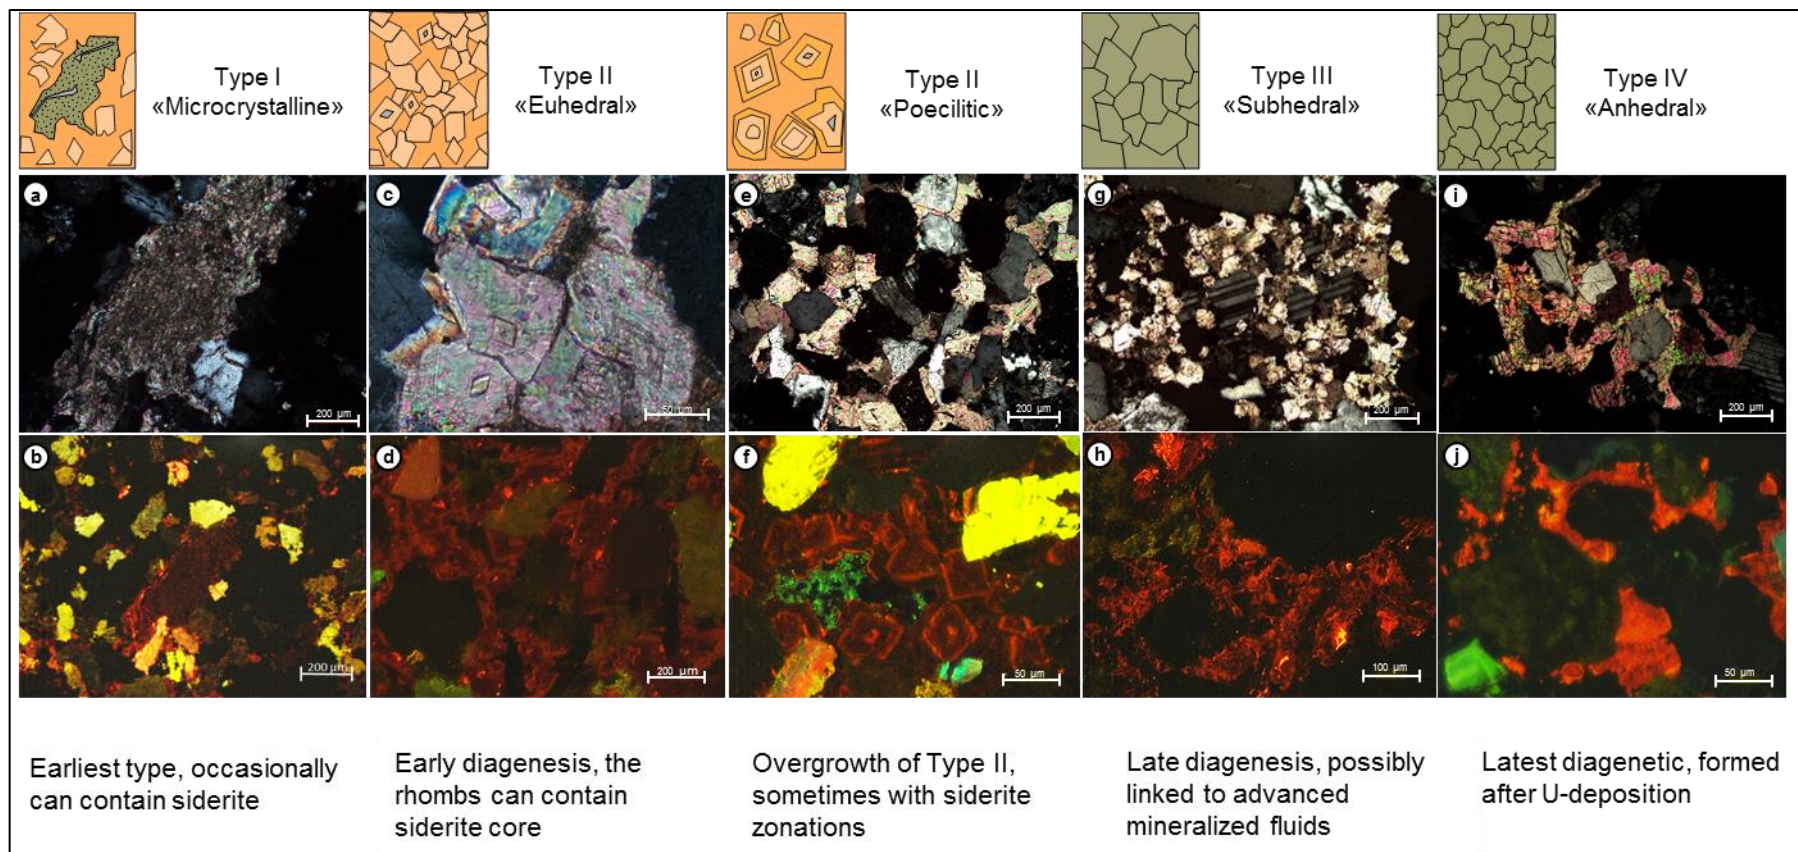 Type I
«Microcrystalline»
Type II
«Euhedral»
Type II
«Poecilitic»
Type III
«Subhedral»
Type IV
«Anhedral»
a
200 µm
c
50 µm
e
200 µm
g
200 µm
i
200 µm
b
200 µm
d
200 µm
f
50 µm
h
100 µm
j
50 µm
Earliest type, occasionally
can contain siderite
Early diagenesis, the
rhombs can contain
siderite core
Overgrowth of Type II,
sometimes with siderite
zonations
Late diagenesis, possibly
linked to advanced
mineralized fluids
Latest diagenetic, formed
after U-deposition